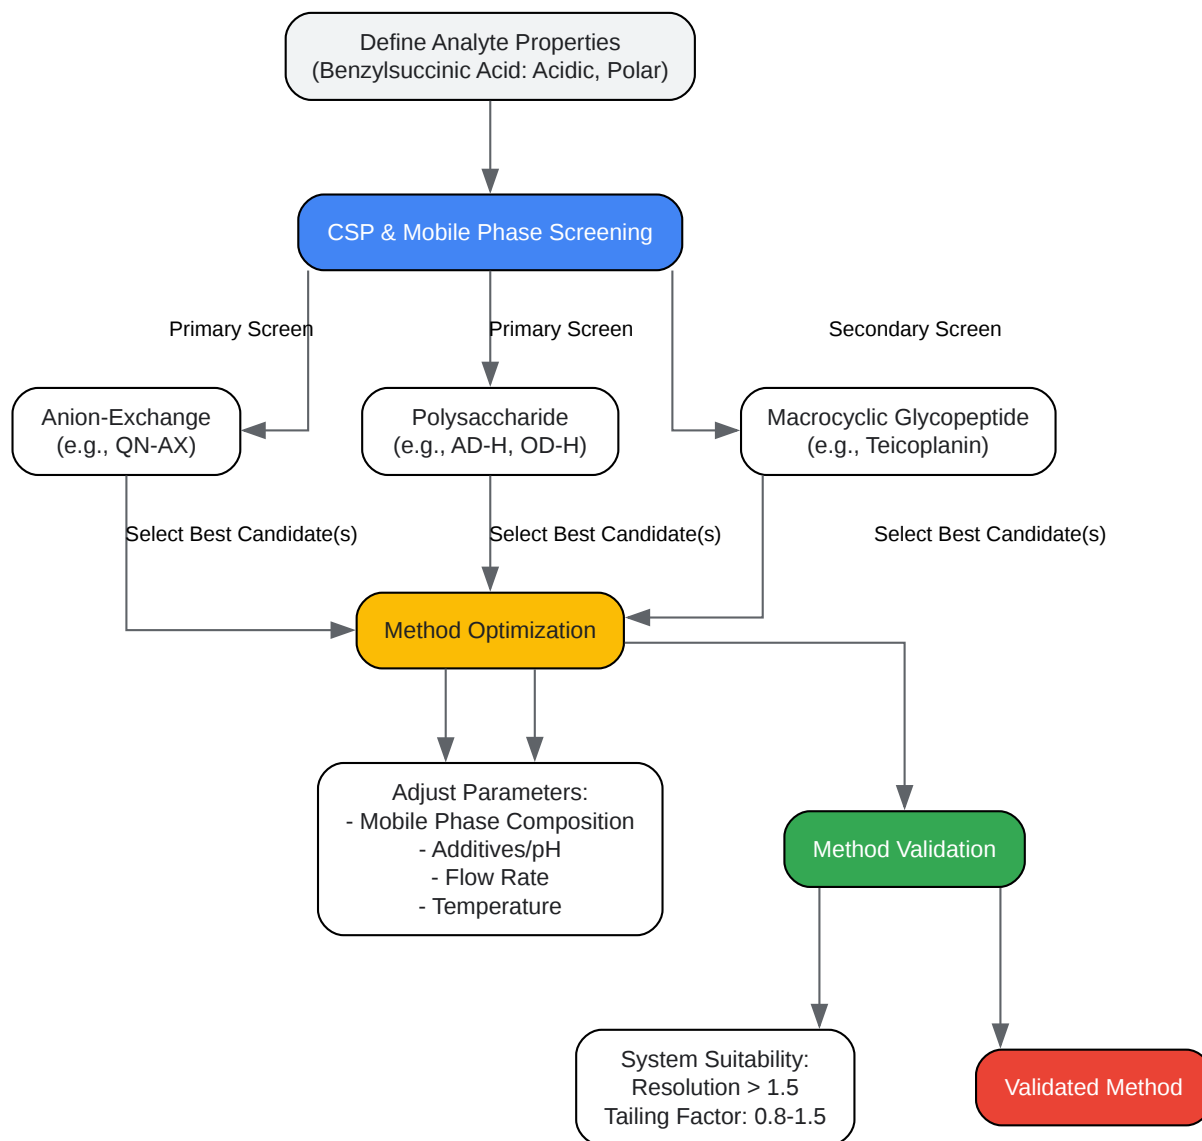 Define Analyte Properties
(Benzylsuccinic Acid: Acidic, Polar)
CSP & Mobile Phase Screening
Primary Screen
Primary Screen
Secondary Screen
Anion-Exchange
(e.g., QN-AX)
Polysaccharide
(e.g., AD-H, OD-H)
Macrocyclic Glycopeptide
(e.g., Teicoplanin)
Select Best Candidate(s)
Select Best Candidate(s)
Select Best Candidate(s)
Method Optimization
Adjust Parameters:
- Mobile Phase Composition
- Additives/pH
- Flow Rate
- Temperature
Method Validation
System Suitability:
Resolution > 1.5
Tailing Factor: 0.8-1.5
Validated Method